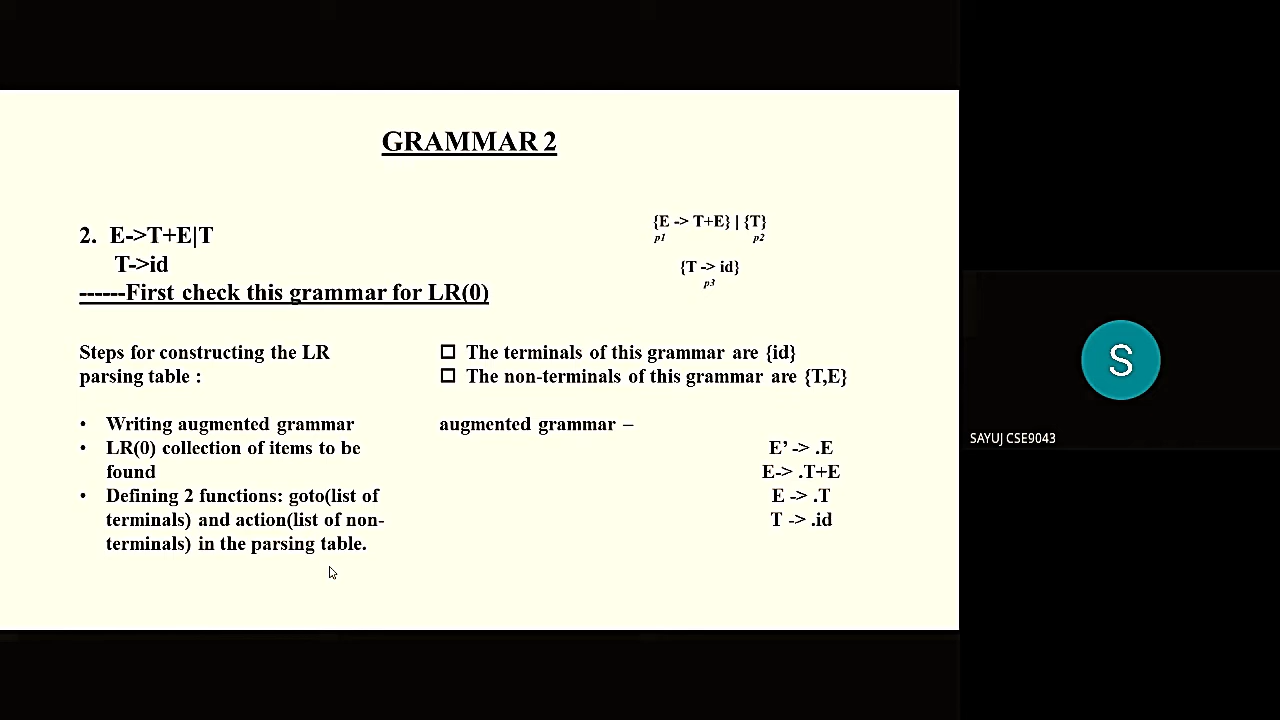 GRAMMAR 2
2. E->T+E|T
T->id
------First check this grammar for LR(0)
{E -> T+E} | {T}
p1 p2
{T -> id}
p3
Steps for constructing the LR
parsing table :
• Writing augmented grammar
• LR(0) collection of items to be
found
• Defining 2 functions: goto(list of
terminals) and action(list of non-
terminals) in the parsing table.
☐ The terminals of this grammar are {id}
☐ The non-terminals of this grammar are {T,E}
augmented grammar –
E’ -> .E
E-> .T+E
E -> .T
T -> .id
S
SAYUJ CSE9043